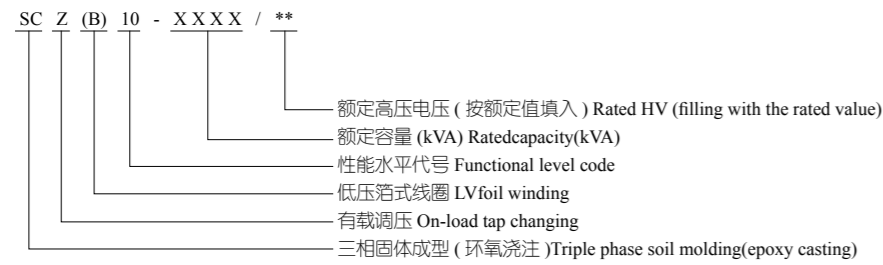 SC Z (B) 10 - X X X X / **
额定高压电压 ( 按额定值填入 ) Rated HV (filling with the rated value)
额定容量 (kVA) Ratedcapacity(kVA)
性能水平代号 Functional level code
低压箔式线圈 LVfoil winding
有载调压 On-load tap changing
三相固体成型 ( 环氧浇注 )Triple phase soil molding(epoxy casting)